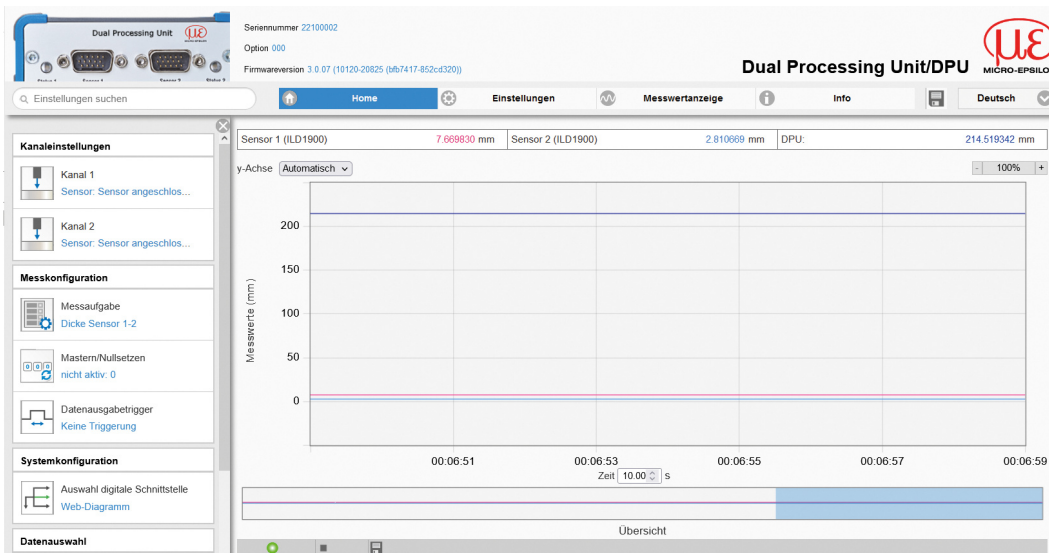 Dual Processing Unit
Seriennummer 22100002
Option 000
Firmwareversion 3.0.07 (10120-20825 (bfb7417-852cd320))
Dual Processing Unit/DPU
με
MICRO-EPSILO
Einstellungen suchen
Home
Einstellungen
Messwertanzeige
Info
Deutsch
Kanaleinstellungen
Kanal 1
Sensor: Sensor angeschlos...
Kanal 2
Sensor: Sensor angeschlos...
Messkonfiguration
Messaufgabe
Dicke Sensor 1-2
Mastern/Nullsetzen
nicht aktiv: 0
Datenausgabetrigger
Keine Triggerung
Systemkonfiguration
Auswahl digitale Schnittstelle
Web-Diagramm
Datenauswahl
Sensor 1 (ILD1900) 7.669830 mm
Sensor 2 (ILD1900) 2.810669 mm
DPU: 214.519342 mm
y-Achse Automatisch
- 100% +
Messwerte (mm)
200
150
100
50
0
00:06:51 00:06:53 00:06:55 00:06:57 00:06:59
Zeit 10.00 s
Übersicht